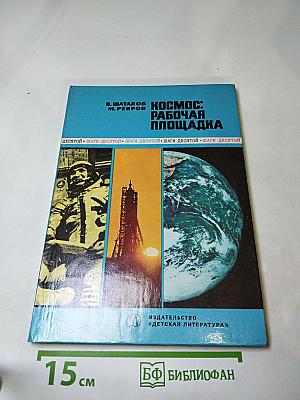 В. ШАТАЛОВ
М. РЕБРОВ
КОСМОС:
РАБОЧАЯ
ПЛОЩАДКА
ДЕСЯТОЙ • ШАГИ ДЕСЯТОЙ • ШАГИ ДЕСЯТОЙ • ШАГИ ДЕСЯТОЙ • ШАГИ ДЕСЯТОЙ
ИЗДАТЕЛЬСТВО
«ДЕТСКАЯ ЛИТЕРАТУРА»
15 см
БФ БИБЛИОФАН